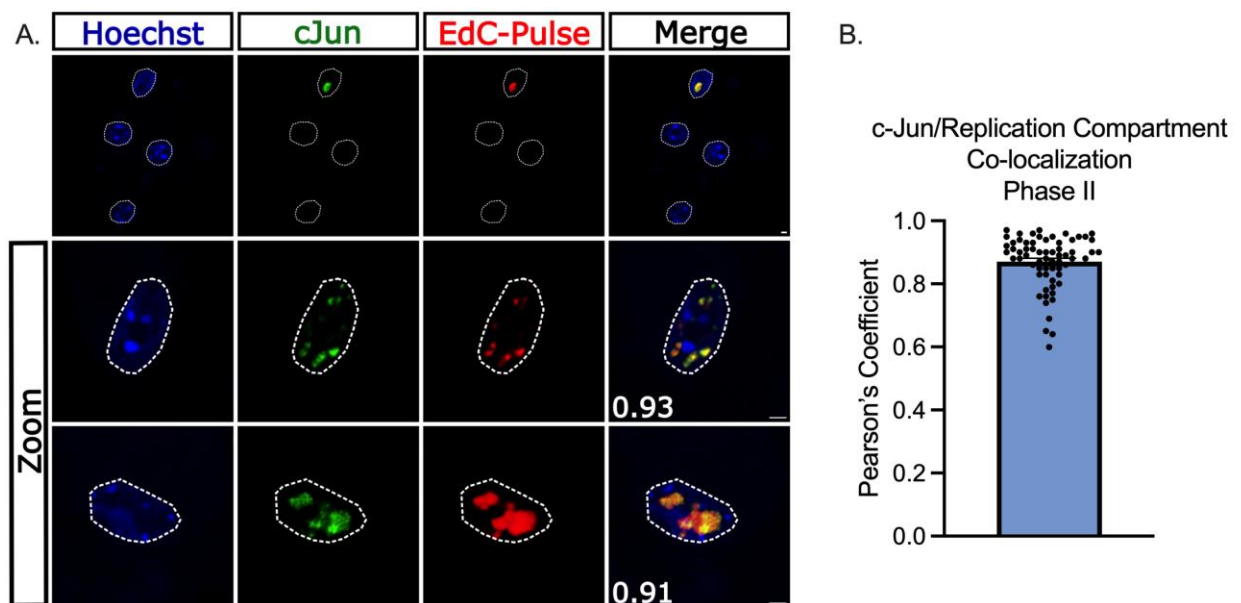 A.
Hoechst
cJun
EdC-Pulse
Merge
Zoom
0.93
0.91
B.
c-Jun/Replication Compartment
Co-localization
Phase II
Pearson's Coefficient
1.0
0.8
0.6
0.4
0.2
0.0